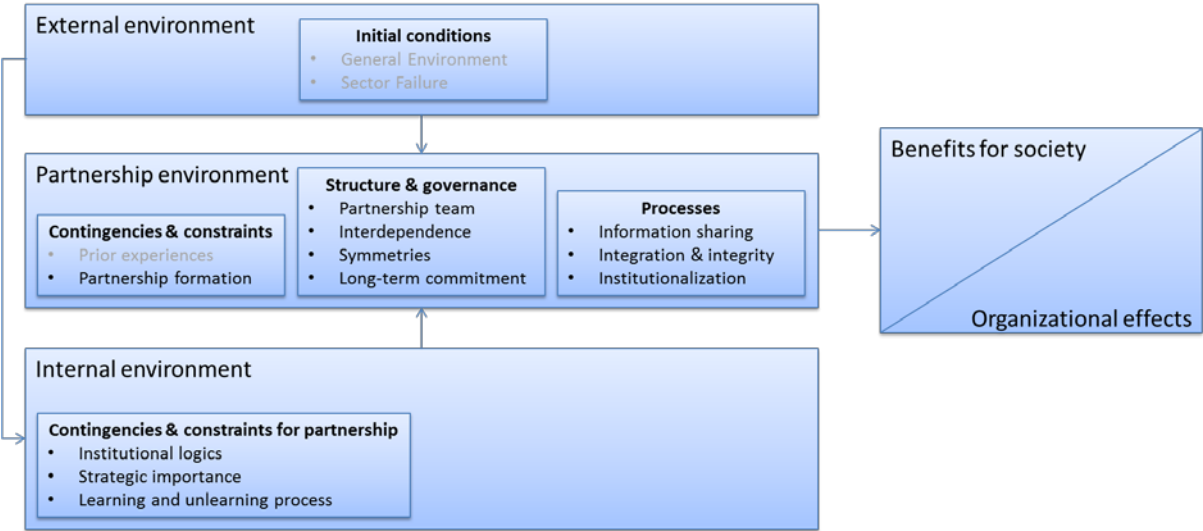 External environment
Initial conditions
• General Environment
• Sector Failure
Partnership environment
Contingencies & constraints
• Prior experiences
• Partnership formation
Structure & governance
• Partnership team
• Interdependence
• Symmetries
• Long-term commitment
Processes
• Information sharing
• Integration & integrity
• Institutionalization
Benefits for society
Organizational effects
Internal environment
Contingencies & constraints for partnership
• Institutional logics
• Strategic importance
• Learning and unlearning process